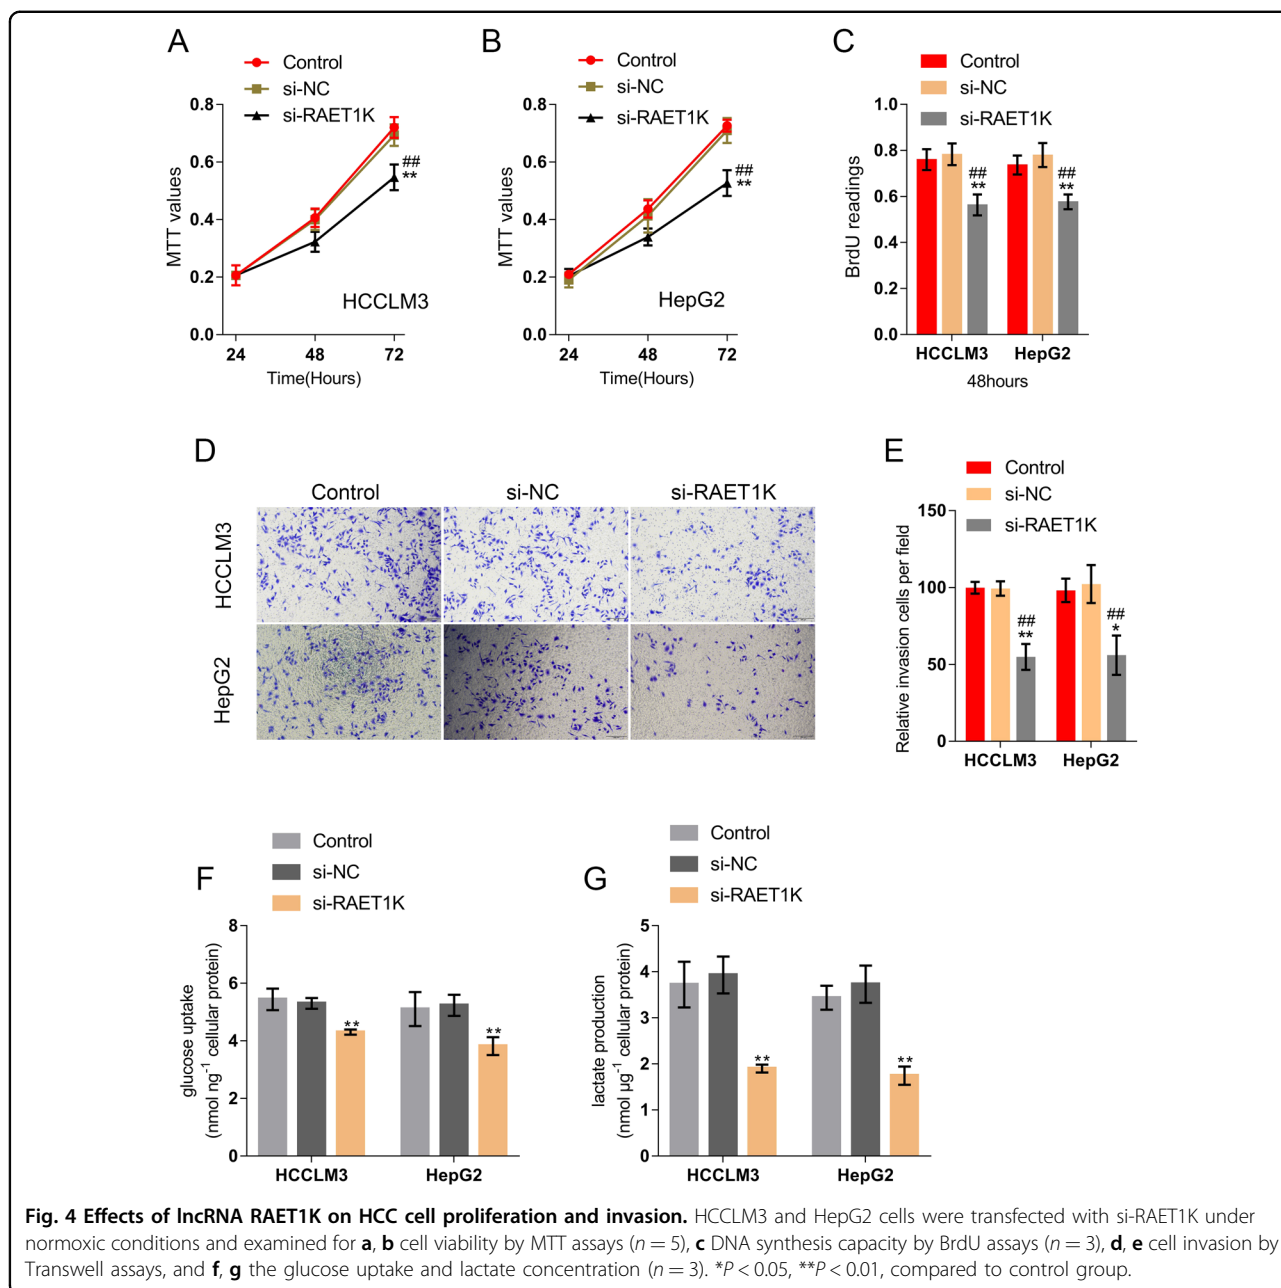 A
Control
si-NC
si-RAET1K
0.8
0.6
0.4
0.2
0.0
MTT values
##
**
HCCLM3
24 48 72
Time(Hours)
B
Control
si-NC
si-RAET1K
0.8
0.6
0.4
0.2
0.0
MTT values
##
**
HepG2
24 48 72
Time(Hours)
C
Control
si-NC
si-RAET1K
1.0
0.8
0.6
0.4
0.2
0.0
BrdU readings
## ##
** **
HCCLM3 HepG2
48hours
D
Control si-NC si-RAET1K
HCCLM3
HepG2
E
Control
si-NC
si-RAET1K
150
100
50
0
Relative invasion cells per field
## ##
** *
HCCLM3 HepG2
F
Control
si-NC
si-RAET1K
8
6
4
2
0
glucose uptake
(nmol ng⁻¹ cellular protein)
** **
HCCLM3 HepG2
G
Control
si-NC
si-RAET1K
5
4
3
2
1
0
lactate production
(nmol µg⁻¹ cellular protein)
** **
HCCLM3 HepG2
Fig. 4 Effects of lncRNA RAET1K on HCC cell proliferation and invasion. HCCLM3 and HepG2 cells were transfected with si-RAET1K under
normoxic conditions and examined for a, b cell viability by MTT assays (n = 5), c DNA synthesis capacity by BrdU assays (n = 3), d, e cell invasion by
Transwell assays, and f, g the glucose uptake and lactate concentration (n = 3). *P < 0.05, **P < 0.01, compared to control group.